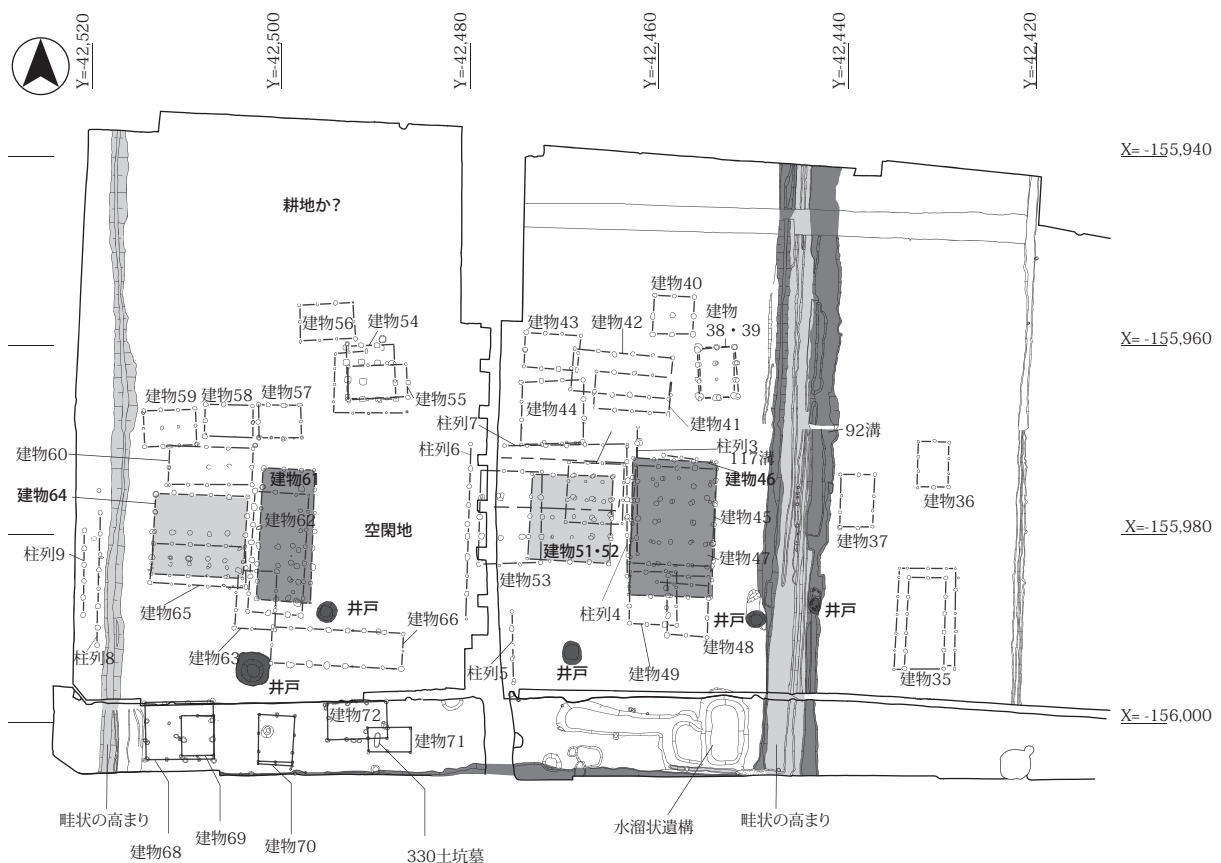 Y=-42,520
Y=-42,500
Y=-42,480
Y=-42,460
Y=-42,440
Y=-42,420
X= -155,940
耕地か？
建物40
建物56
建物54
建物43
建物42
建物
38・39
X= -155,960
建物59
建物58
建物57
建物55
建物44
建物41
柱列7
92溝
柱列6
柱列3
建物60
117溝
建物61
建物46
建物64
建物36
建物62
空閑地
建物45
X= -155,980
建物51・52
建物37
柱列9
建物47
建物53
建物65
井戸
建物66
柱列4
井戸
井戸
柱列8
建物63
建物48
柱列5
井戸
建物49
建物35
井戸
建物72
建物71
X= -156,000
畦状の高まり
水溜状遺構
畦状の高まり
建物69
建物68
建物70
330土坑墓